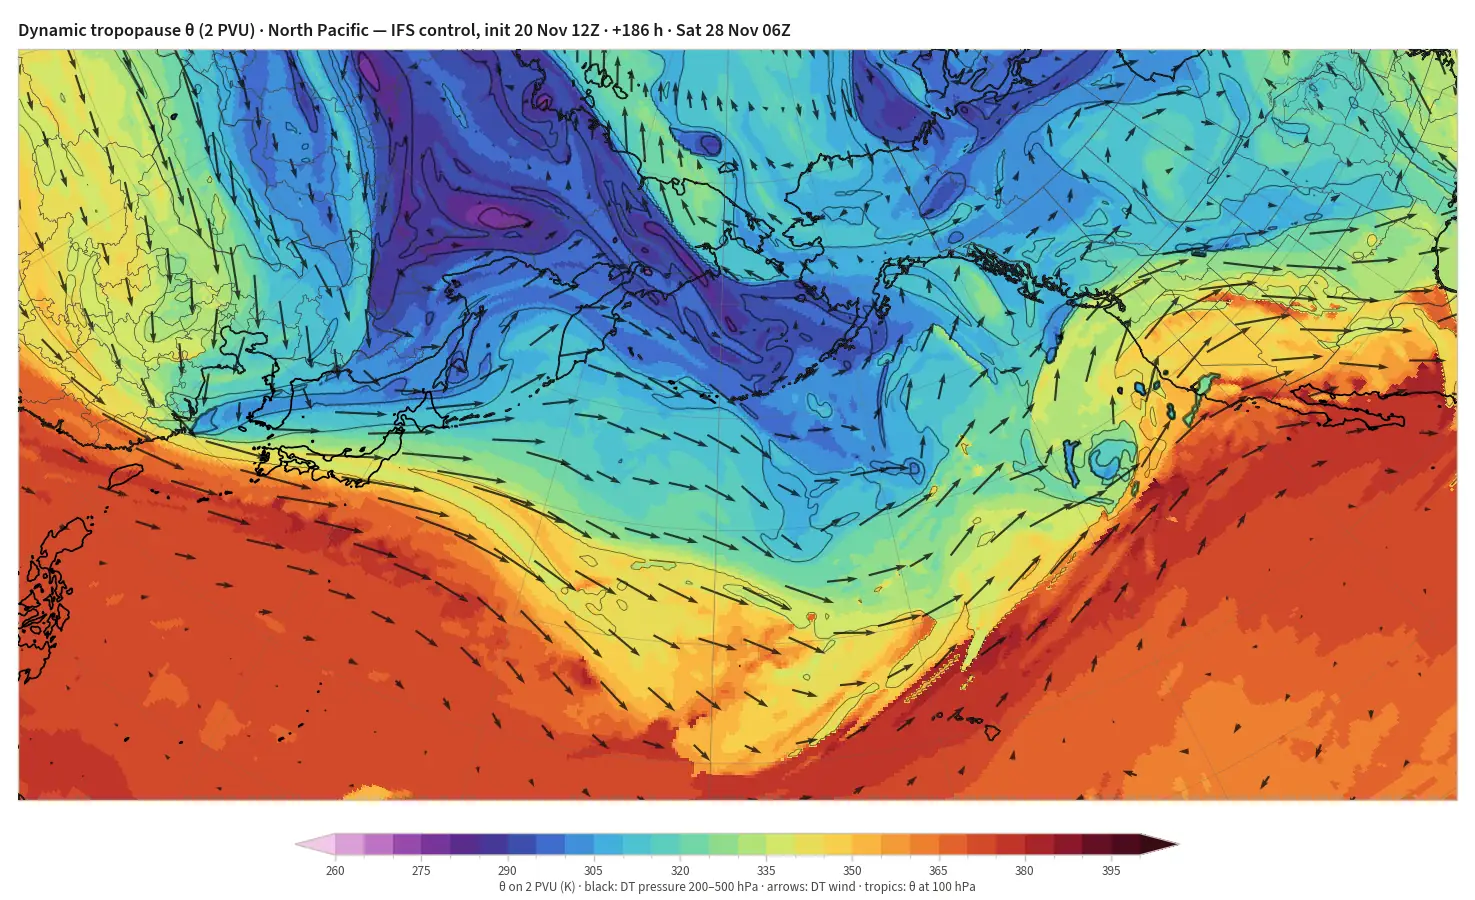 Dynamic tropopause θ (2 PVU) · North Pacific — IFS control, init 20 Nov 12Z · +186 h · Sat 28 Nov 06Z
260 275 290 305 320 335 350 365 380 395
θ on 2 PVU (K) · black: DT pressure 200–500 hPa · arrows: DT wind · tropics: θ at 100 hPa